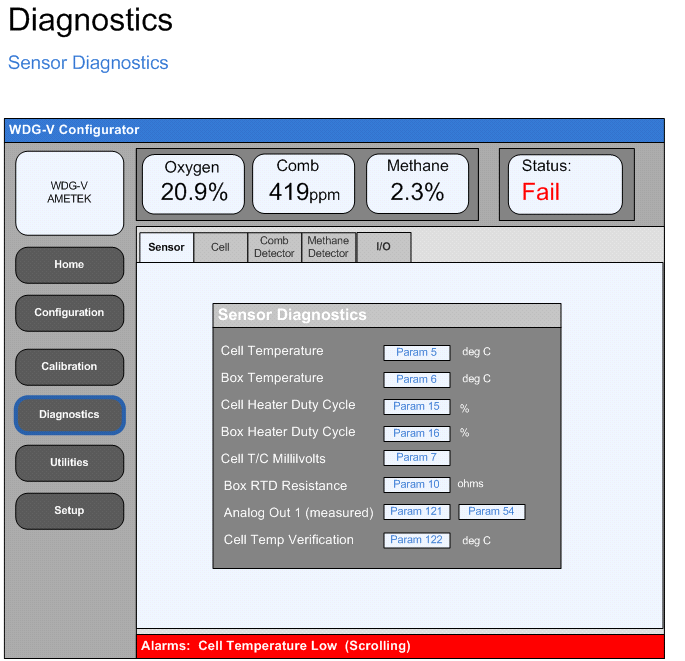 Diagnostics
Sensor Diagnostics
WDG-V Configurator
WDG-V
AMETEK
Oxygen
20.9%
Comb
419ppm
Methane
2.3%
Status:
Fail
Home
Configuration
Calibration
Diagnostics
Utilities
Setup
Sensor
Cell
Comb
Detector
Methane
Detector
I/O
Sensor Diagnostics
Cell Temperature Param 5 deg C
Box Temperature Param 6 deg C
Cell Heater Duty Cycle Param 15 %
Box Heater Duty Cycle Param 16 %
Cell T/C Millilvolts Param 7
Box RTD Resistance Param 10 ohms
Analog Out 1 (measured) Param 121 Param 54
Cell Temp Verification Param 122 deg C
Alarms: Cell Temperature Low (Scrolling)